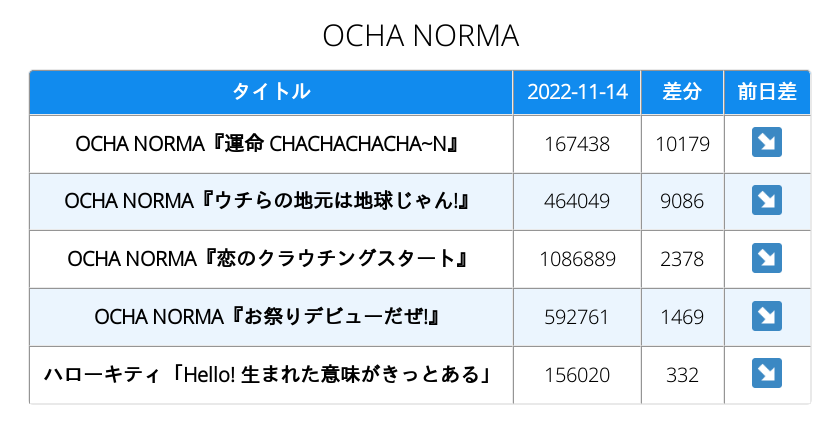 OCHA NORMA
タイトル 2022-11-14 差分 前日差
OCHA NORMA『運命 CHACHACHACHA~N』 167438 10179
OCHA NORMA『ウチらの地元は地球じゃん!』 464049 9086
OCHA NORMA『恋のクラウチングスタート』 1086889 2378
OCHA NORMA『お祭りデビューだぜ!』 592761 1469
ハローキティ「Hello! 生まれた意味がきっとある」 156020 332